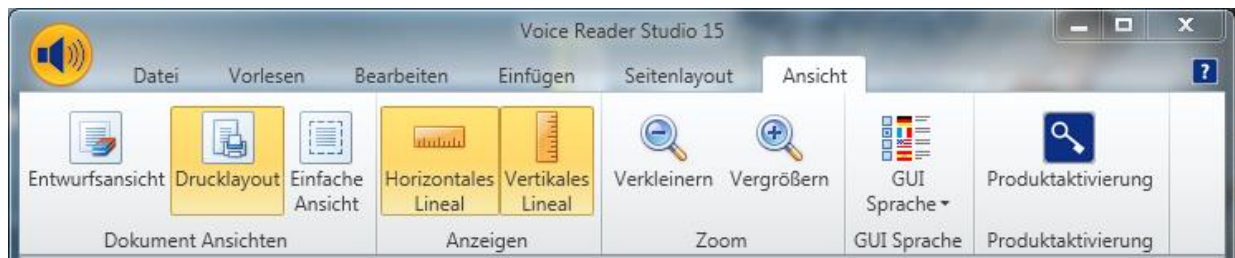 Voice Reader Studio 15
Datei Vorlesen Bearbeiten Einfügen Seitenlayout Ansicht ?
Entwurfsansicht Drucklayout Einfache Ansicht Horizontales Lineal Vertikales Lineal Verkleinern Vergrößern GUI Sprache Produktaktivierung
Dokument Ansichten Anzeigen Zoom GUI Sprache Produktaktivierung